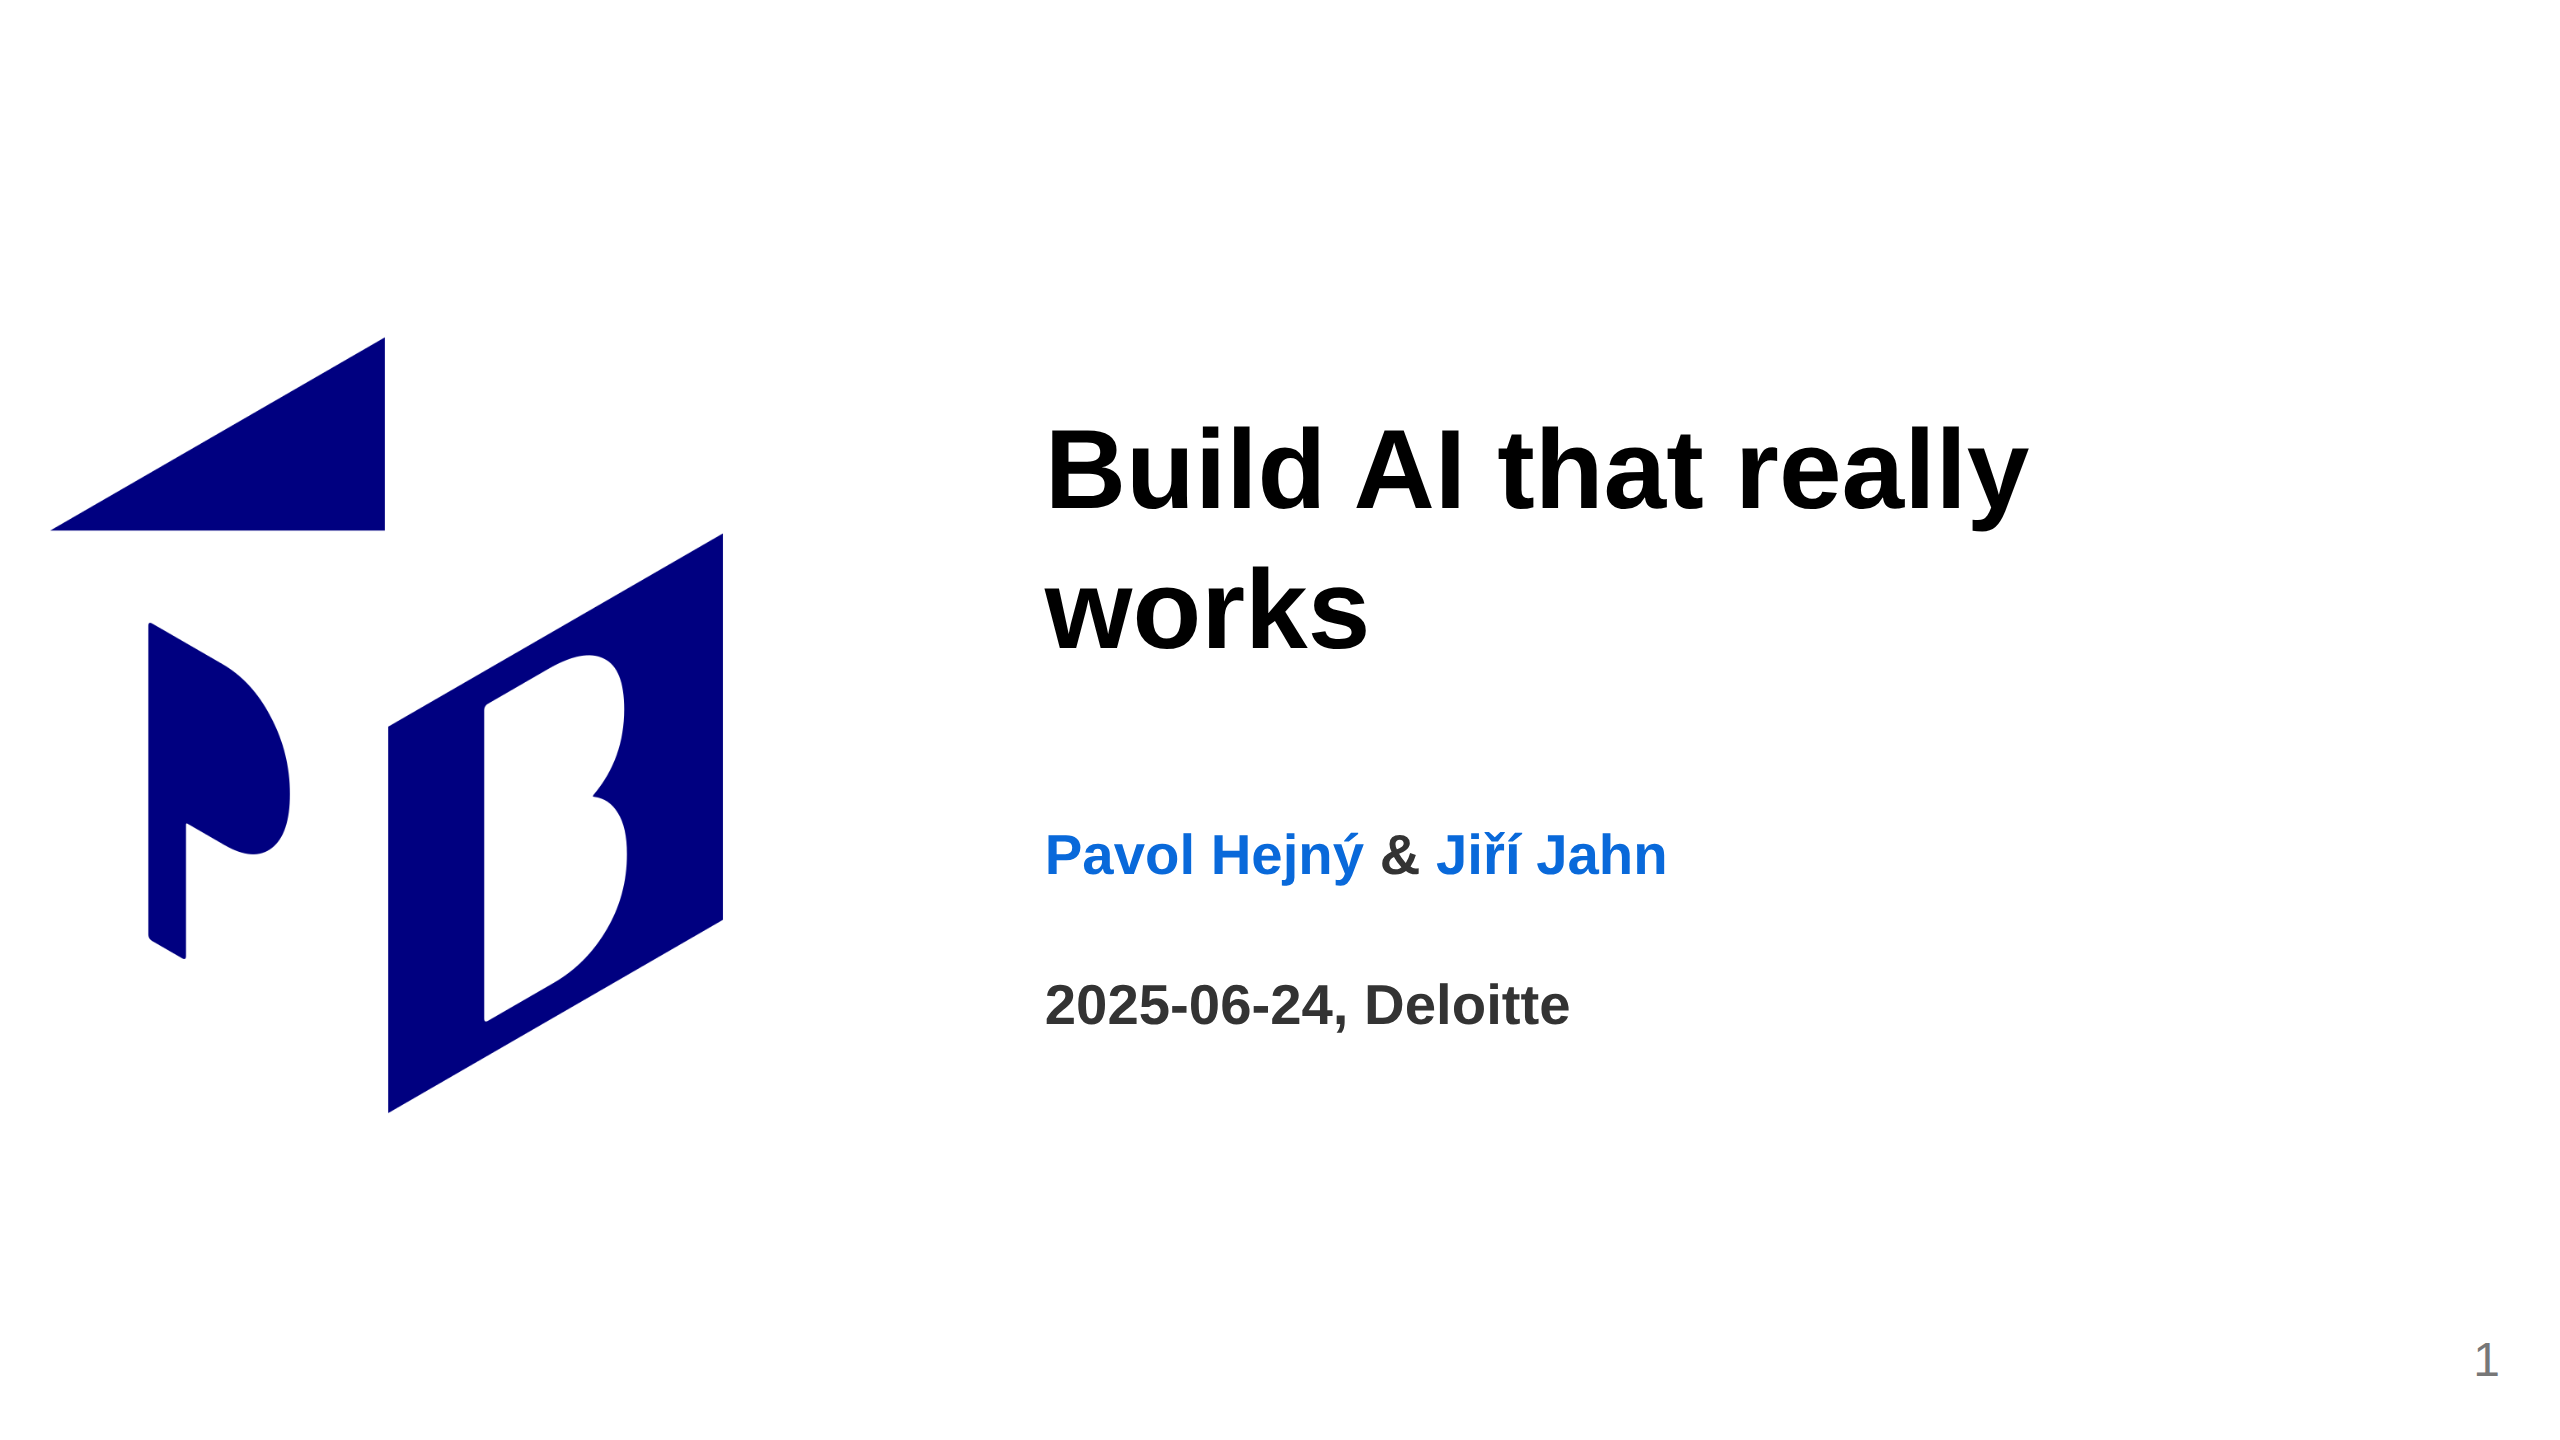 P
B
Build AI that really
works
Pavol Hejný & Jiří Jahn
2025-06-24, Deloitte
1